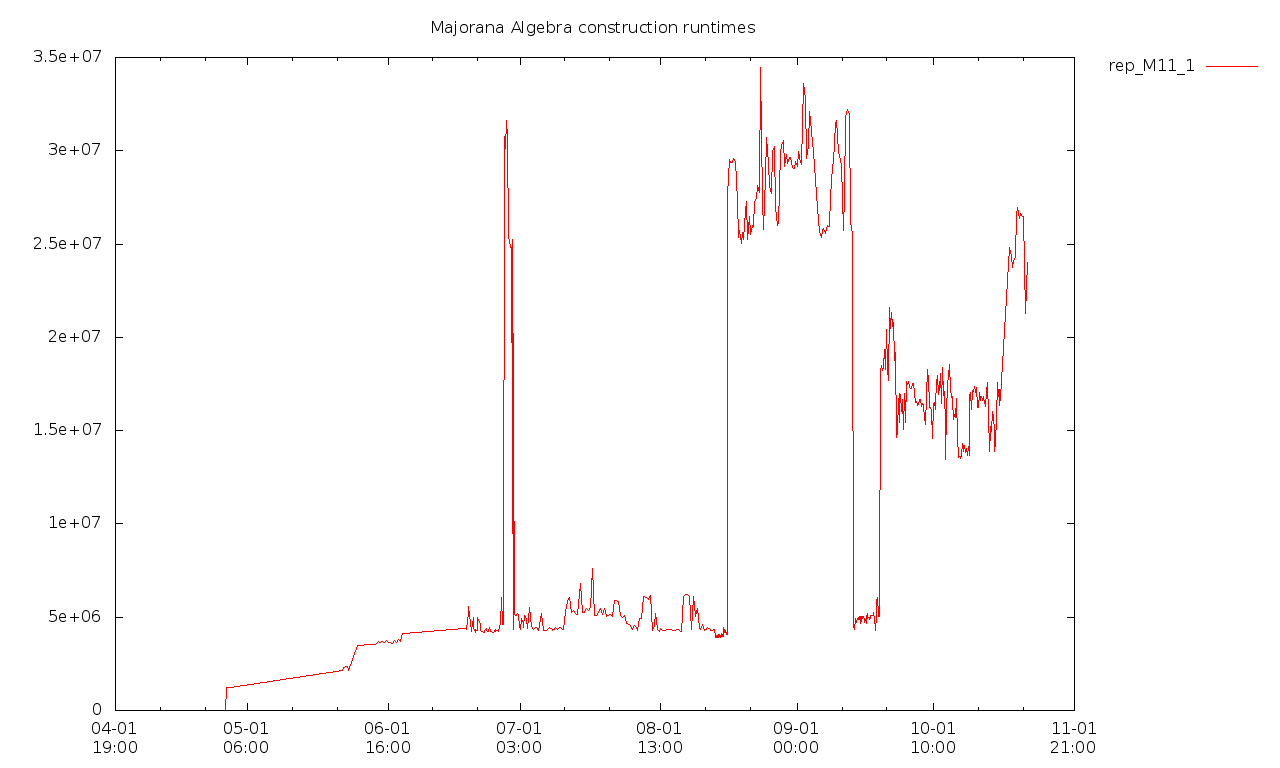 Majorana Algebra construction runtimes
rep_M11_1
3.5e+07
3e+07
2.5e+07
2e+07
1.5e+07
1e+07
5e+06
0
04-01 05-01 06-01 07-01 08-01 09-01 10-01 11-01
19:00 06:00 16:00 03:00 13:00 00:00 10:00 21:00